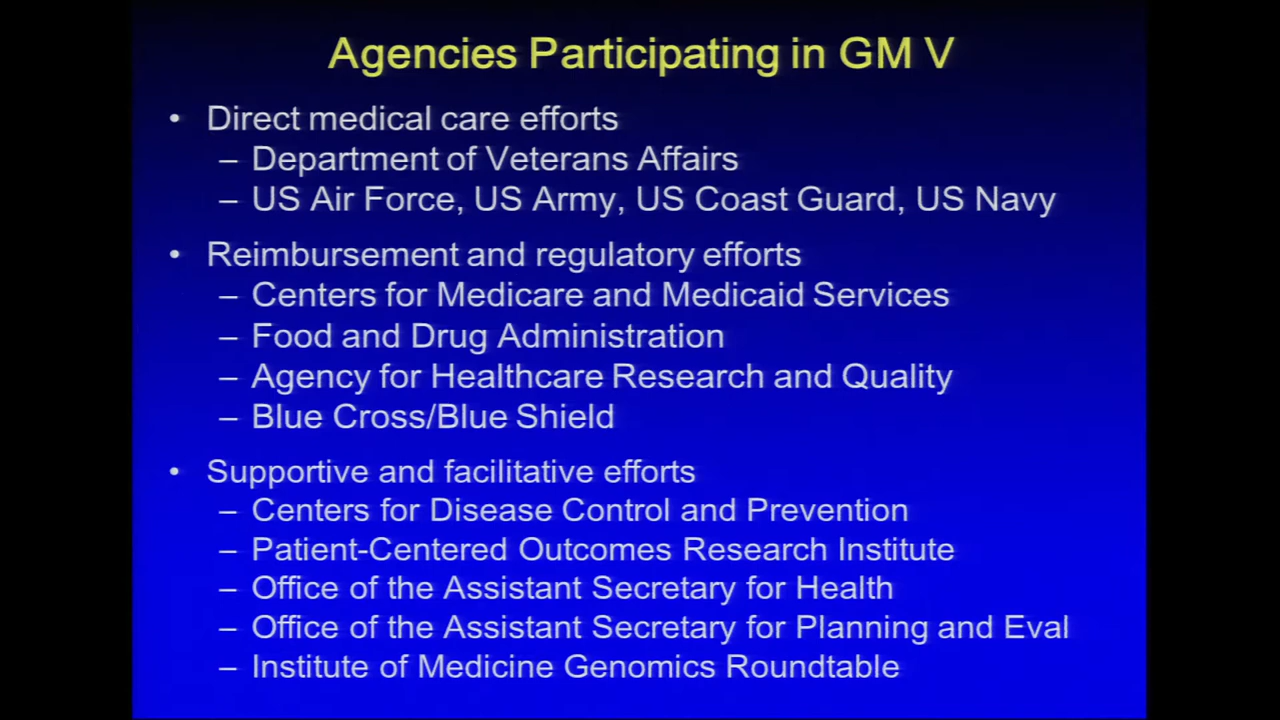 Agencies Participating in GM V
• Direct medical care efforts
– Department of Veterans Affairs
– US Air Force, US Army, US Coast Guard, US Navy
• Reimbursement and regulatory efforts
– Centers for Medicare and Medicaid Services
– Food and Drug Administration
– Agency for Healthcare Research and Quality
– Blue Cross/Blue Shield
• Supportive and facilitative efforts
– Centers for Disease Control and Prevention
– Patient-Centered Outcomes Research Institute
– Office of the Assistant Secretary for Health
– Office of the Assistant Secretary for Planning and Eval
– Institute of Medicine Genomics Roundtable